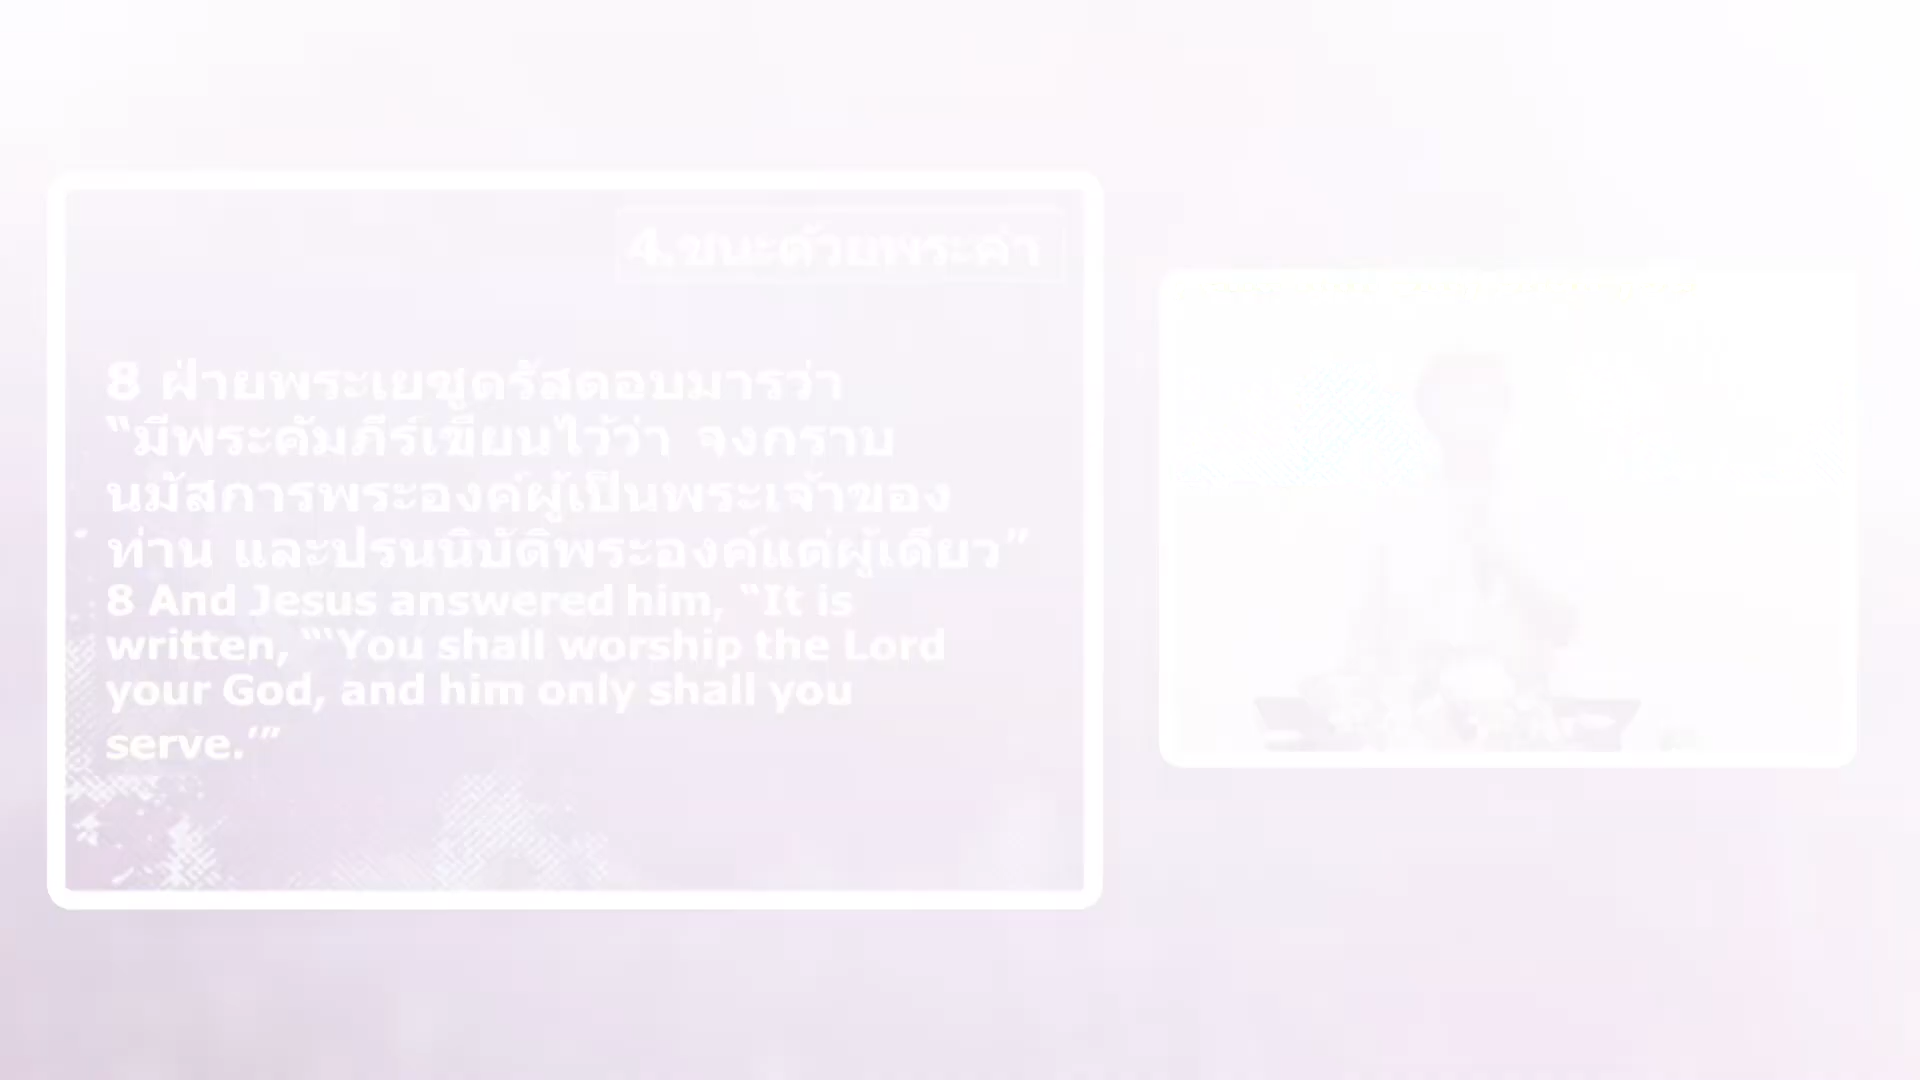 4.ชนะด้วยพระคำ
8 ฝ่ายพระเยซูตรัสตอบมารว่า
“มีพระคัมภีร์เขียนไว้ว่า จงกราบ
นมัสการพระองค์ผู้เป็นพระเจ้าของ
ท่าน และปรนนิบัติพระองค์แต่ผู้เดียว”
8 And Jesus answered him, “It is
written, “‘You shall worship the Lord
your God, and him only shall you
serve.’”